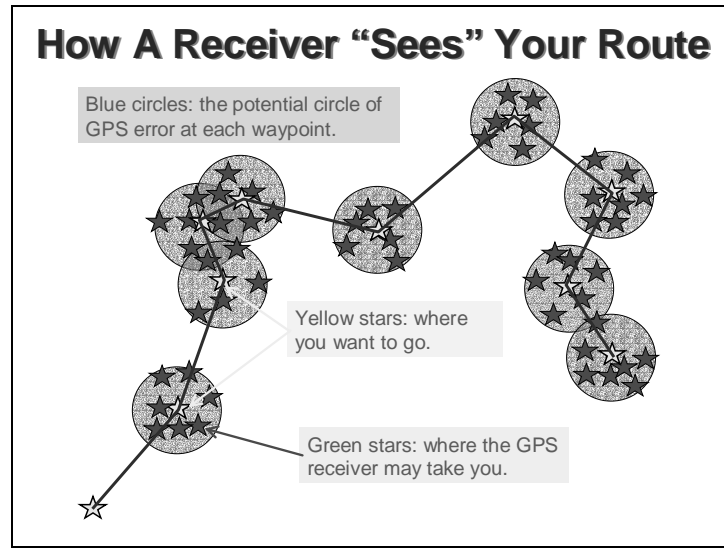 How A Receiver “Sees” Your Route
Blue circles: the potential circle of
GPS error at each waypoint.
Yellow stars: where
you want to go.
Green stars: where the GPS
receiver may take you.